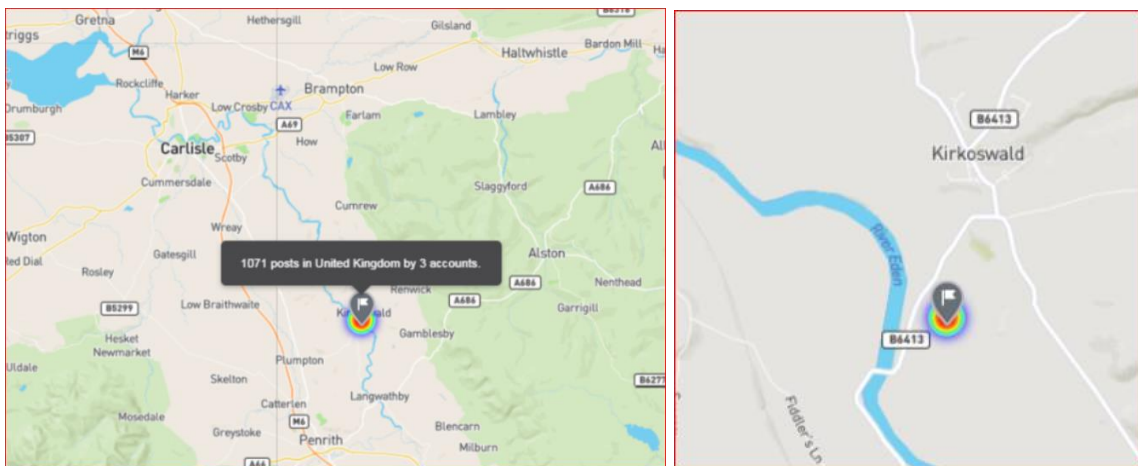 Gretna
Hethersgill
Gilsland
B6318
triggs
M6
Bardon Mill
Haltwhistle
Low Row
Rockcliffe
Harker
Brampton
Low Crosby
CAX
Drumburgh
Farlam
Lambley
A69
How
B5307
Carlisle
Scotby
All
Cummersdale
Slaggyford
A686
Cumrew
Wigton
Wreay
Red Dial
Gatesgill
Alston
1071 posts in United Kingdom by 3 accounts.
Rosley
Renwick
Nenthead
A686
B5299
Low Braithwaite
Garrigill
Gamblesby
Hesket
Newmarket
Uldale
Plumpton
Skelton
B6277
Langwathby
Catterlen
Mosedale
M6
Blencarn
Greystoke
Penrith
Milburn
A66
B6413
Kirkoswald
River Eden
B6413
Fiddler's Ln